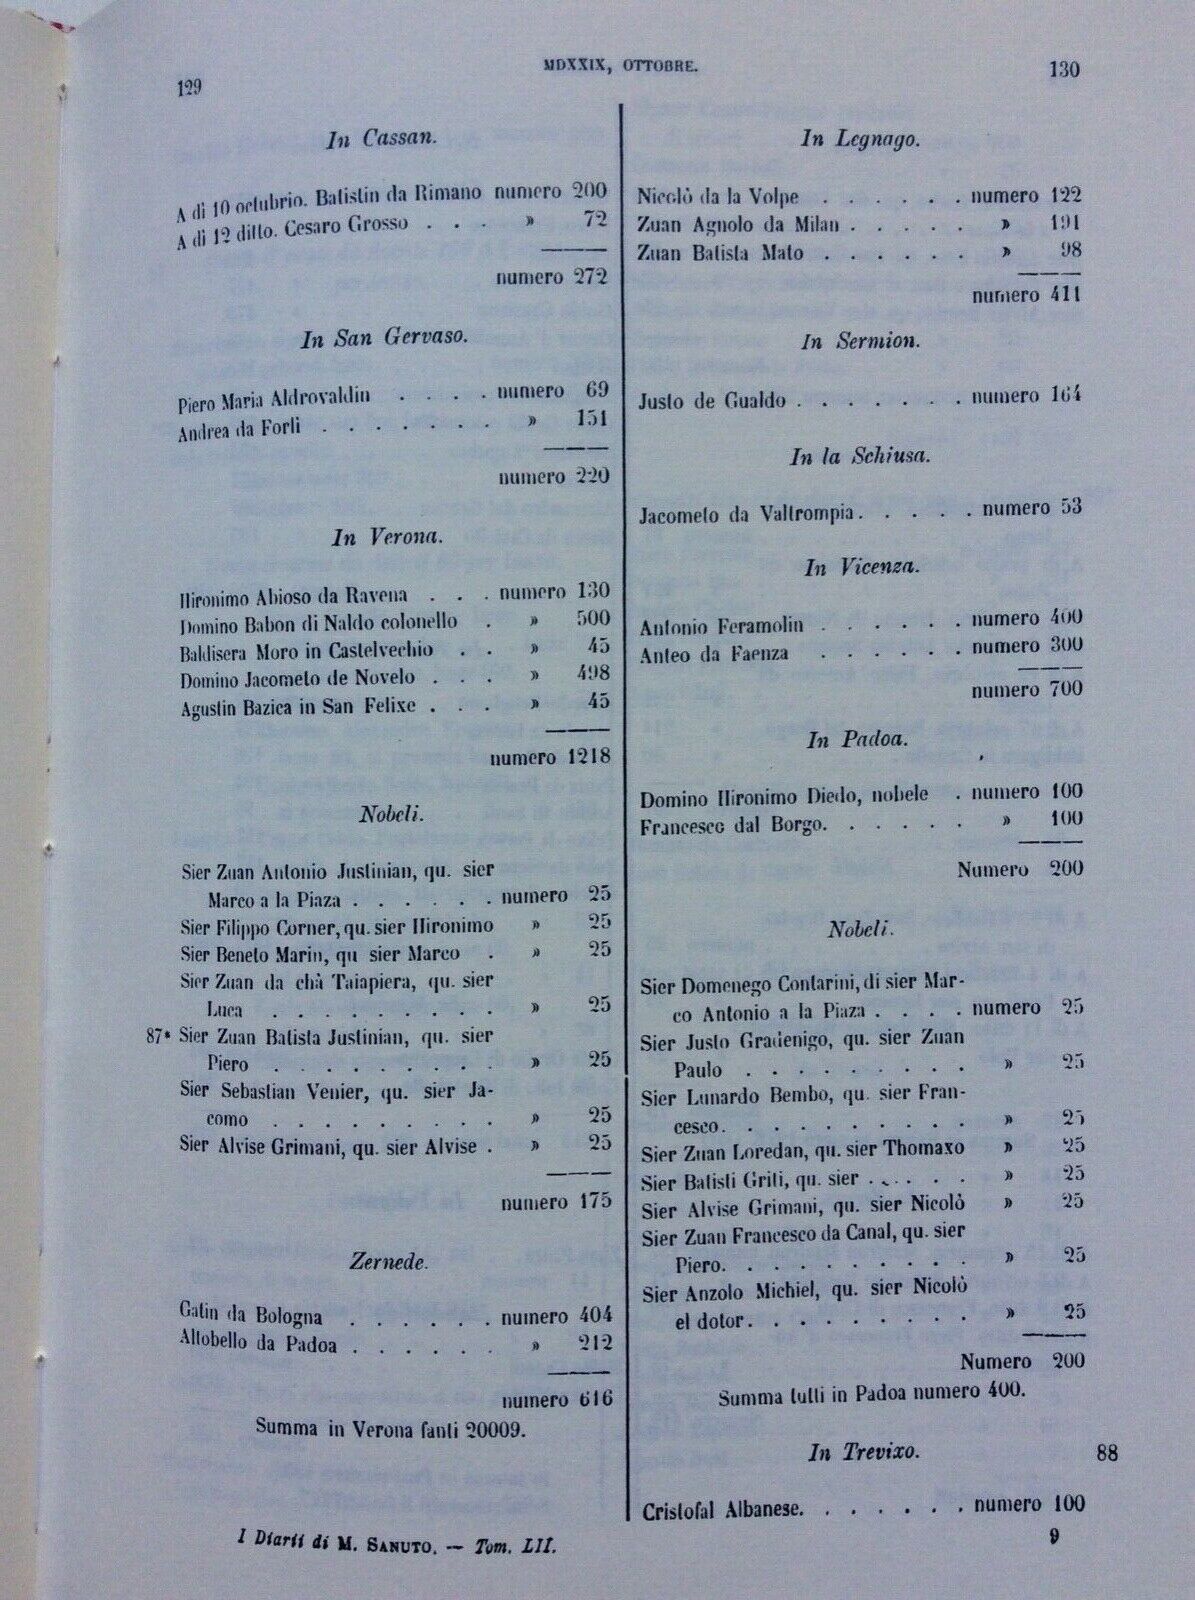 129
MDXXIX, OTTOBRE.
130
In Cassan.
A dì 10 octubrio. Batistin da Rimano numero 200
A dì 12 ditto. Cesaro Grosso . . . » 72
numero 272
In San Gervaso.
Piero Maria Aldrovaldin . . . . numero 69
Andrea da Forlì . . . . . . . » 151
numero 220
In Verona.
Hironimo Abioso da Ravena . . . numero 130
Domino Babon di Naldo colonello . » 500
Baldisera Moro in Castelvechio . . » 45
Domino Jacometo de Novelo . . . » 498
Agustin Bazica in San Felixe . . . » 45
numero 1218
Nobeli.
Sier Zuan Antonio Justinian, qu. sier
Marco a la Piaza . . . . . . numero 25
Sier Filippo Corner, qu. sier Hironimo » 25
Sier Beneto Marin, qu sier Marco . » 25
Sier Zuan da chà Taiapiera, qu. sier
Luca . . . . . . . . . » 25
87* Sier Zuan Batista Justinian, qu. sier
Piero . . . . . . . . . » 25
Sier Sebastian Venier, qu. sier Ja-
como . . . . . . . . . » 25
Sier Alvise Grimani, qu. sier Alvise . » 25
numero 175
Zernede.
Gatin da Bologna . . . . . . numero 404
Altobello da Padoa . . . . . . » 212
numero 616
Summa in Verona fanti 20009.
In Legnago.
Nicolò da la Volpe . . . . . . numero 122
Zuan Agnolo da Milan . . . . . » 191
Zuan Batista Mato . . . . . . » 98
numero 411
In Sermion.
Justo de Gualdo . . . . . . . numero 164
In la Schiusa.
Jacometo da Valtrompia. . . . . numero 53
In Vicenza.
Antonio Feramolin . . . . . . numero 400
Anteo da Faenza . . . . . . numero 300
numero 700
In Padoa.
Domino Hironimo Diedo, nobele . numero 100
Francesco dal Borgo. . . . . . » 100
Numero 200
Nobeli.
Sier Domenego Contarini, di sier Mar-
co Antonio a la Piaza . . . . numero 25
Sier Justo Gradenigo, qu. sier Zuan
Paulo . . . . . . . . . » 25
Sier Lunardo Bembo, qu. sier Fran-
cesco. . . . . . . . . . » 25
Sier Zuan Loredan, qu. sier Thomaxo » 25
Sier Batisti Griti, qu. sier . . . . . » 25
Sier Alvise Grimani, qu. sier Nicolò » 25
Sier Zuan Francesco da Canal, qu. sier
Piero. . . . . . . . . . » 25
Sier Anzolo Michiel, qu. sier Nicolò
el dotor. . . . . . . . . » 25
Numero 200
Summa tutti in Padoa numero 400.
In Trevixo. 88
Cristofal Albanese. . . . . . . numero 100
I Diarii di M. SANUTO. — Tom. LII.
9